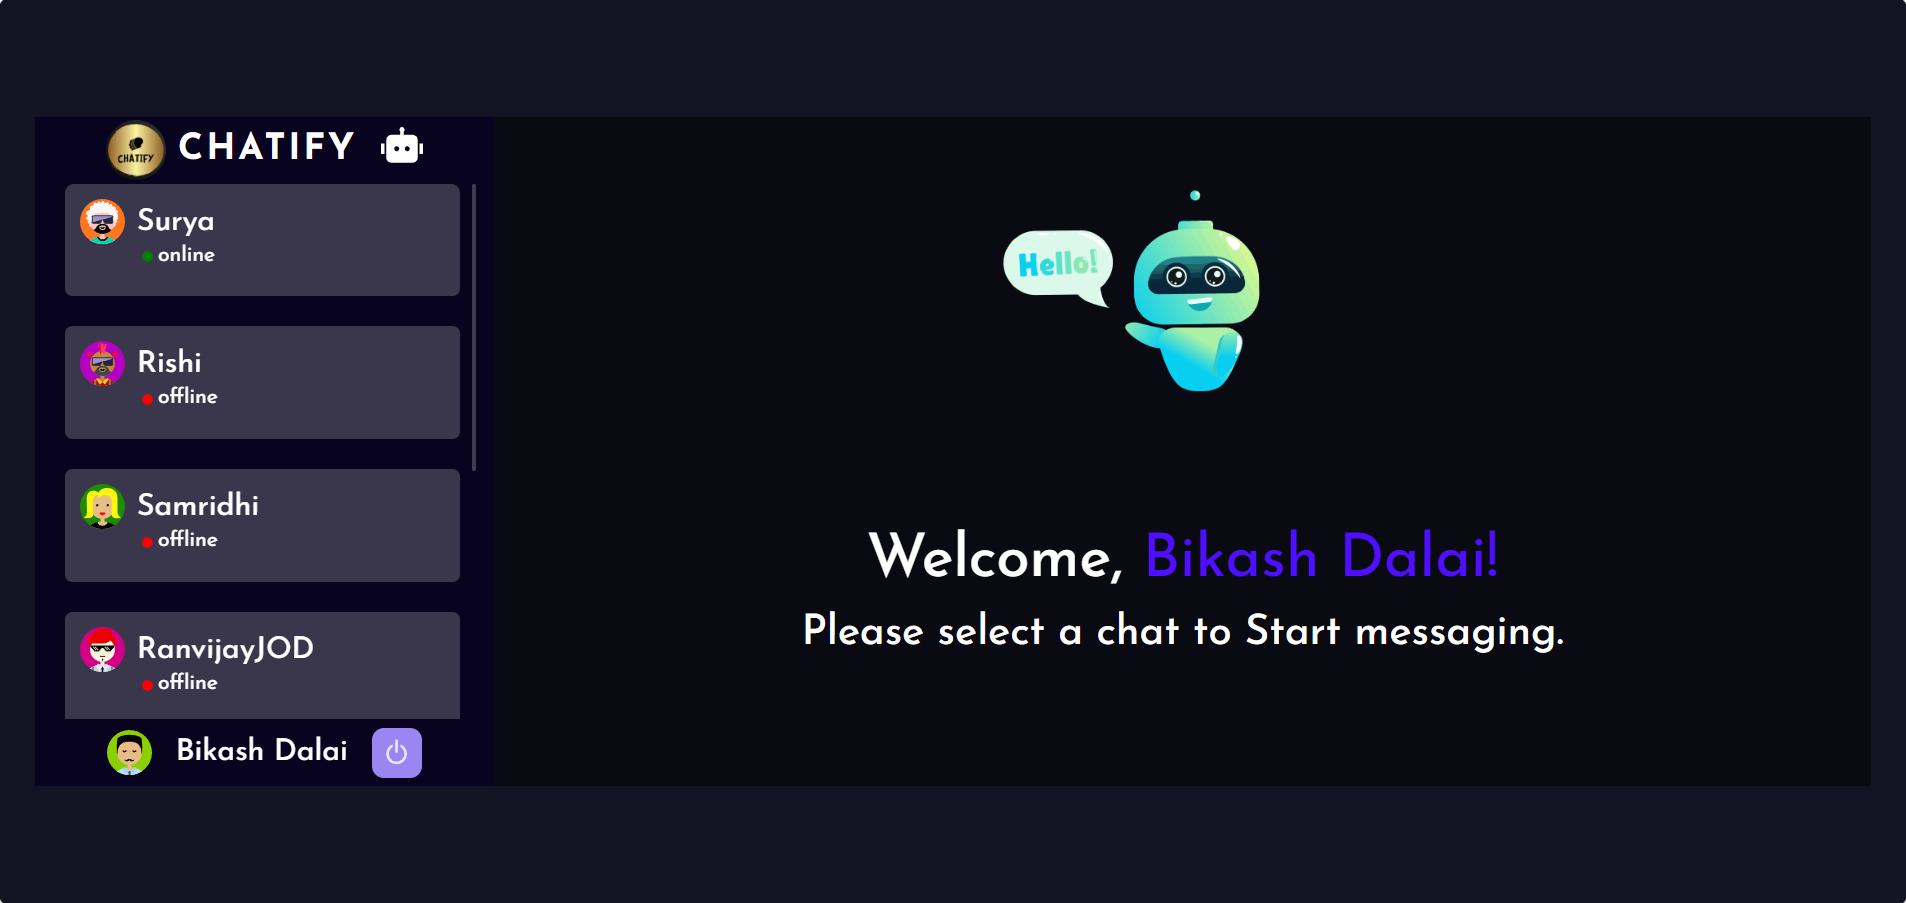 CHATIFY
CHATIFY
Surya
online
Rishi
offline
Samridhi
offline
RanvijayJOD
offline
Bikash Dalai
Hello!
Welcome, Bikash Dalai!
Please select a chat to Start messaging.